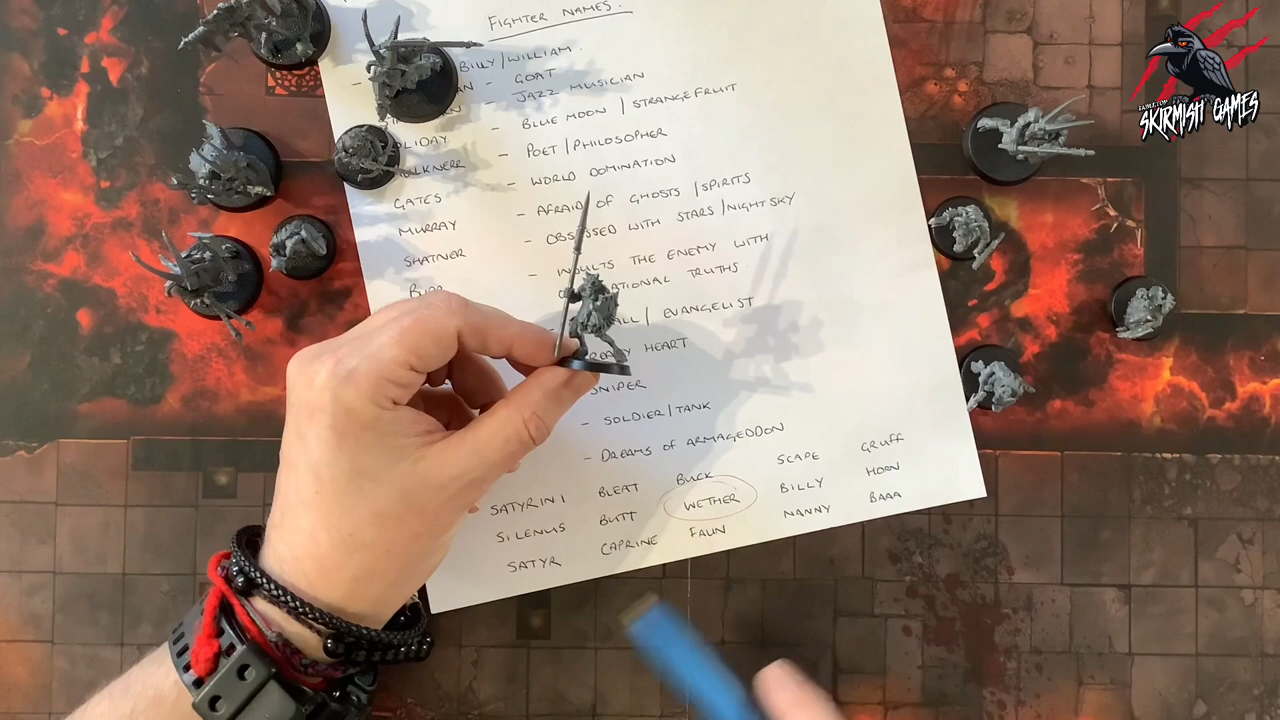 FIGHTER NAMES.
BILLY/WILLIAM.
- GOAT
- JAZZ MUSICIAN
- BLUE MOON / STRANGEFRUIT
- POET/PHILOSOPHER
GATES - WORLD DOMINATION
MURRAY - AFRAID OF GHOSTS / SPIRITS
SHATNER - OBSESSED WITH STARS / NIGHT SKY
- INSULTS THE ENEMY WITH
TRUTHS.
/ EVANGELIST
HEART
SNIPER
- SOLDIER/TANK
- DREAMS OF ARMAGEDDON
SATYRINI BLEAT BUCK SCAPE GRUFF
SILENUS BUTT WETHER BILLY HORN
SATYR CAPRINE FAUN NANNY BAAA
TABLETOP
SKIRMISH GAMES